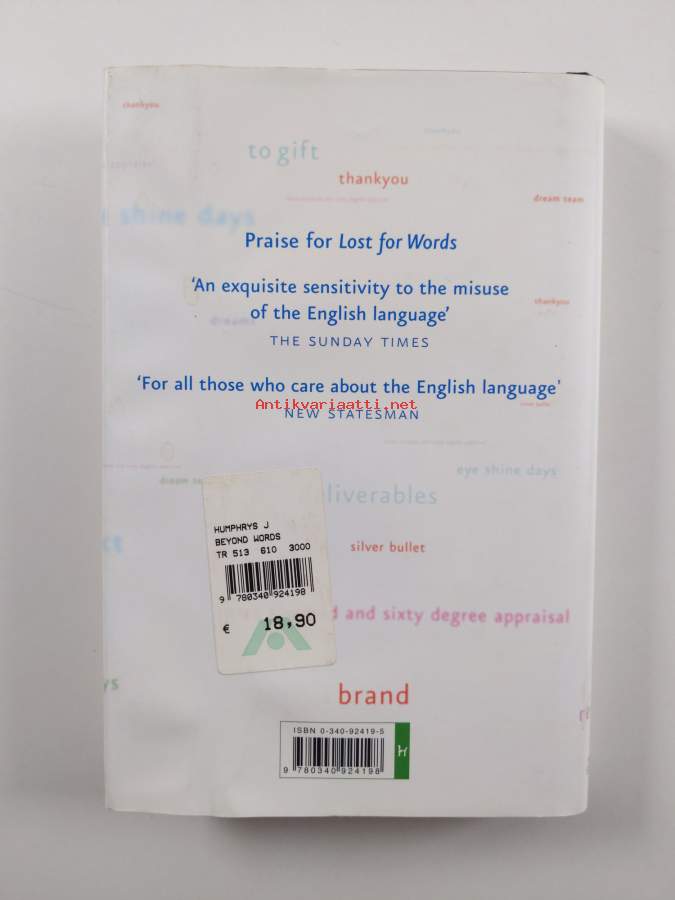 thankyou
to gift
thankyou
dream team
shine days
Praise for Lost for Words
‘An exquisite sensitivity to the misuse
of the English language’
THE SUNDAY TIMES
thankyou
dreams
‘For all those who care about the English language’
Antikvariaatti.net
NEW STATESMAN
eye shine days
dream
liverables
silver bullet
HUMPHRYS J
BEYOND WORDS
TR 513 610 3000
9 780340 924198
€ 18,90
d and sixty degree appraisal
brand
ISBN 0-340-92419-5
9 780340 924198